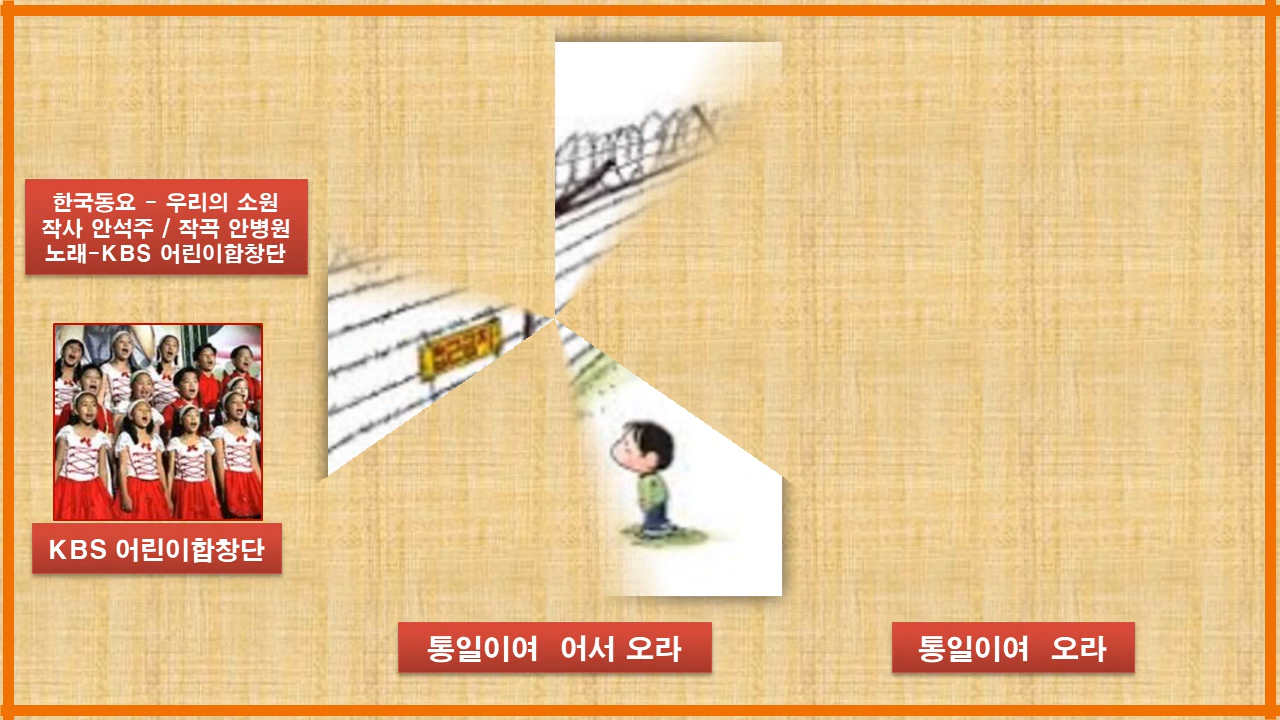 한국동요 - 우리의 소원
작사 안석주 / 작곡 안병원
노래-KBS 어린이합창단
KBS 어린이합창단
통일이여 어서 오라
통일이여 오라